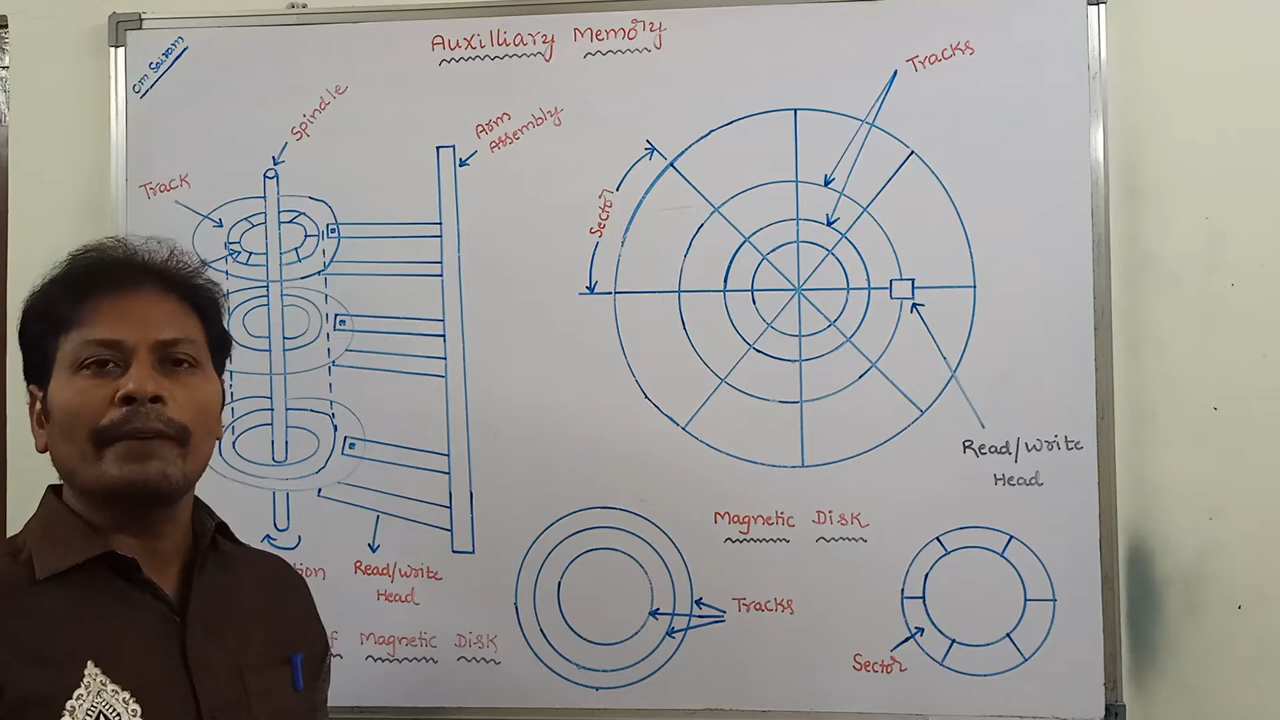 Om Sairam
Auxilliary Memory
Spindle
Arm
Assembly
Track
Tracks
Sector
Read/Write
Head
Magnetic Disk
Read/Write
Head
Tracks
Magnetic Disk
Sector